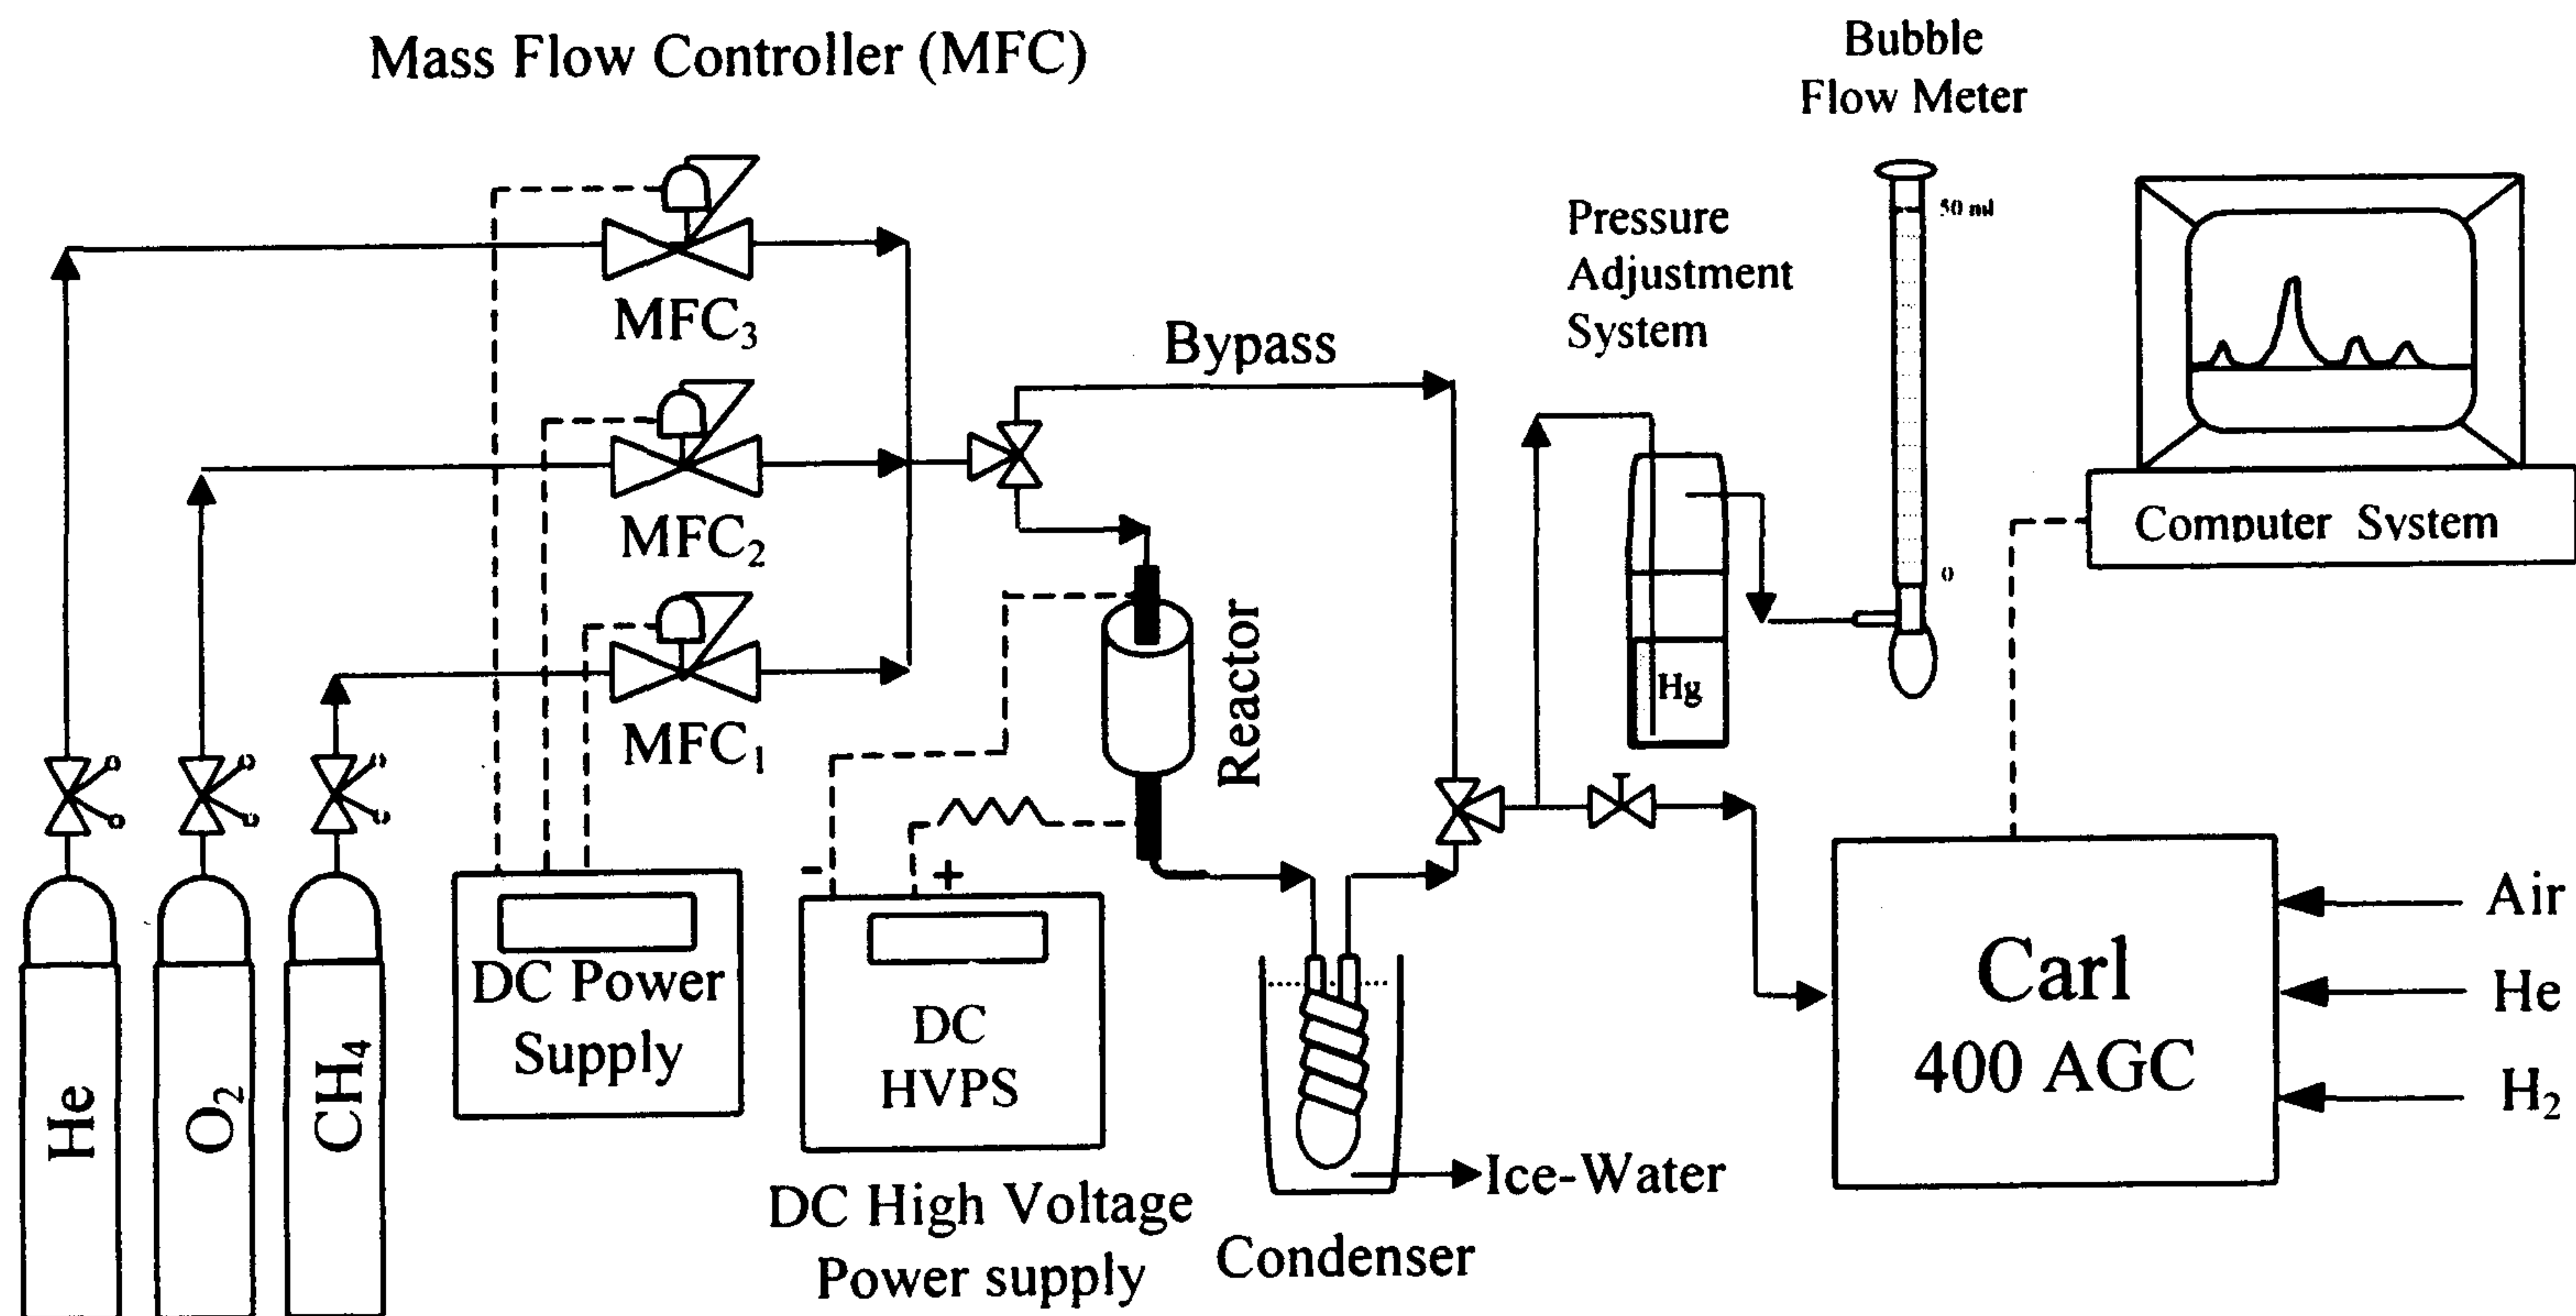 Mass Flow Controller (MFC)
Bubble
Flow Meter
50 ml
Pressure
Adjustment
System
MFC₃
Bypass
MFC₂
Computer System
0
Reactor
Hg
MFC₁
-
+
Air
DC Power
Supply
DC
HVPS
Carl
400 AGC
He
H₂
He
O₂
CH₄
Ice-Water
DC High Voltage
Power supply
Condenser